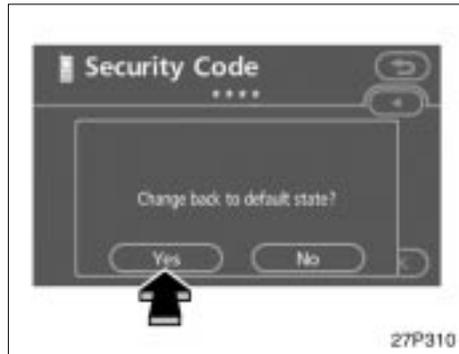 Security Code
****
Change back to default state?
Yes No
27P310